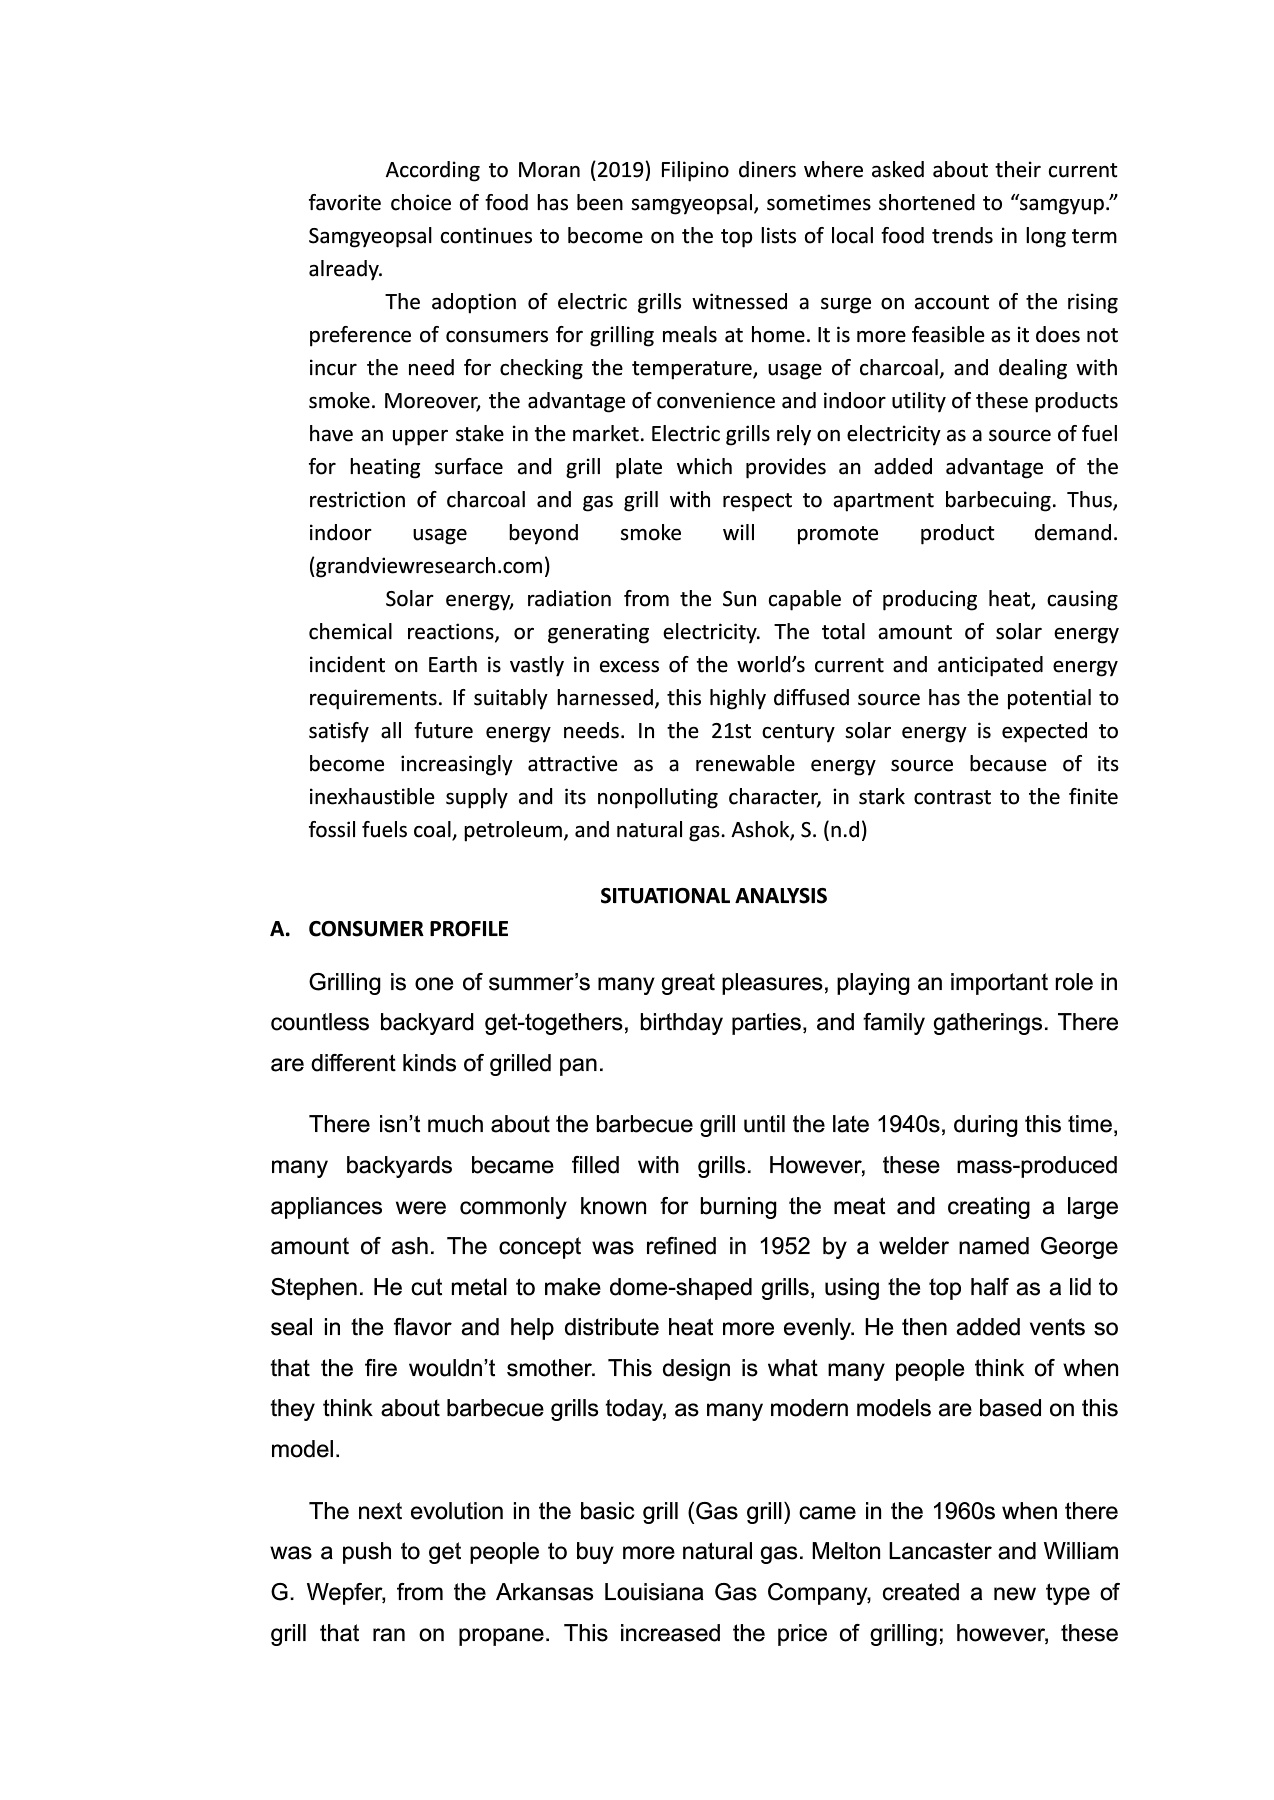 According to Moran (2019) Filipino diners where asked about their current
favorite choice of food has been samgyeopsal, sometimes shortened to “samgyup.”
Samgyeopsal continues to become on the top lists of local food trends in long term
already.
The adoption of electric grills witnessed a surge on account of the rising
preference of consumers for grilling meals at home. It is more feasible as it does not
incur the need for checking the temperature, usage of charcoal, and dealing with
smoke. Moreover, the advantage of convenience and indoor utility of these products
have an upper stake in the market. Electric grills rely on electricity as a source of fuel
for heating surface and grill plate which provides an added advantage of the
restriction of charcoal and gas grill with respect to apartment barbecuing. Thus,
indoor usage beyond smoke will promote product demand.
(grandviewresearch.com)
Solar energy, radiation from the Sun capable of producing heat, causing
chemical reactions, or generating electricity. The total amount of solar energy
incident on Earth is vastly in excess of the world’s current and anticipated energy
requirements. If suitably harnessed, this highly diffused source has the potential to
satisfy all future energy needs. In the 21st century solar energy is expected to
become increasingly attractive as a renewable energy source because of its
inexhaustible supply and its nonpolluting character, in stark contrast to the finite
fossil fuels coal, petroleum, and natural gas. Ashok, S. (n.d)
SITUATIONAL ANALYSIS
A. CONSUMER PROFILE
Grilling is one of summer’s many great pleasures, playing an important role in
countless backyard get-togethers, birthday parties, and family gatherings. There
are different kinds of grilled pan.
There isn’t much about the barbecue grill until the late 1940s, during this time,
many backyards became filled with grills. However, these mass-produced
appliances were commonly known for burning the meat and creating a large
amount of ash. The concept was refined in 1952 by a welder named George
Stephen. He cut metal to make dome-shaped grills, using the top half as a lid to
seal in the flavor and help distribute heat more evenly. He then added vents so
that the fire wouldn’t smother. This design is what many people think of when
they think about barbecue grills today, as many modern models are based on this
model.
The next evolution in the basic grill (Gas grill) came in the 1960s when there
was a push to get people to buy more natural gas. Melton Lancaster and William
G. Wepfer, from the Arkansas Louisiana Gas Company, created a new type of
grill that ran on propane. This increased the price of grilling; however, these